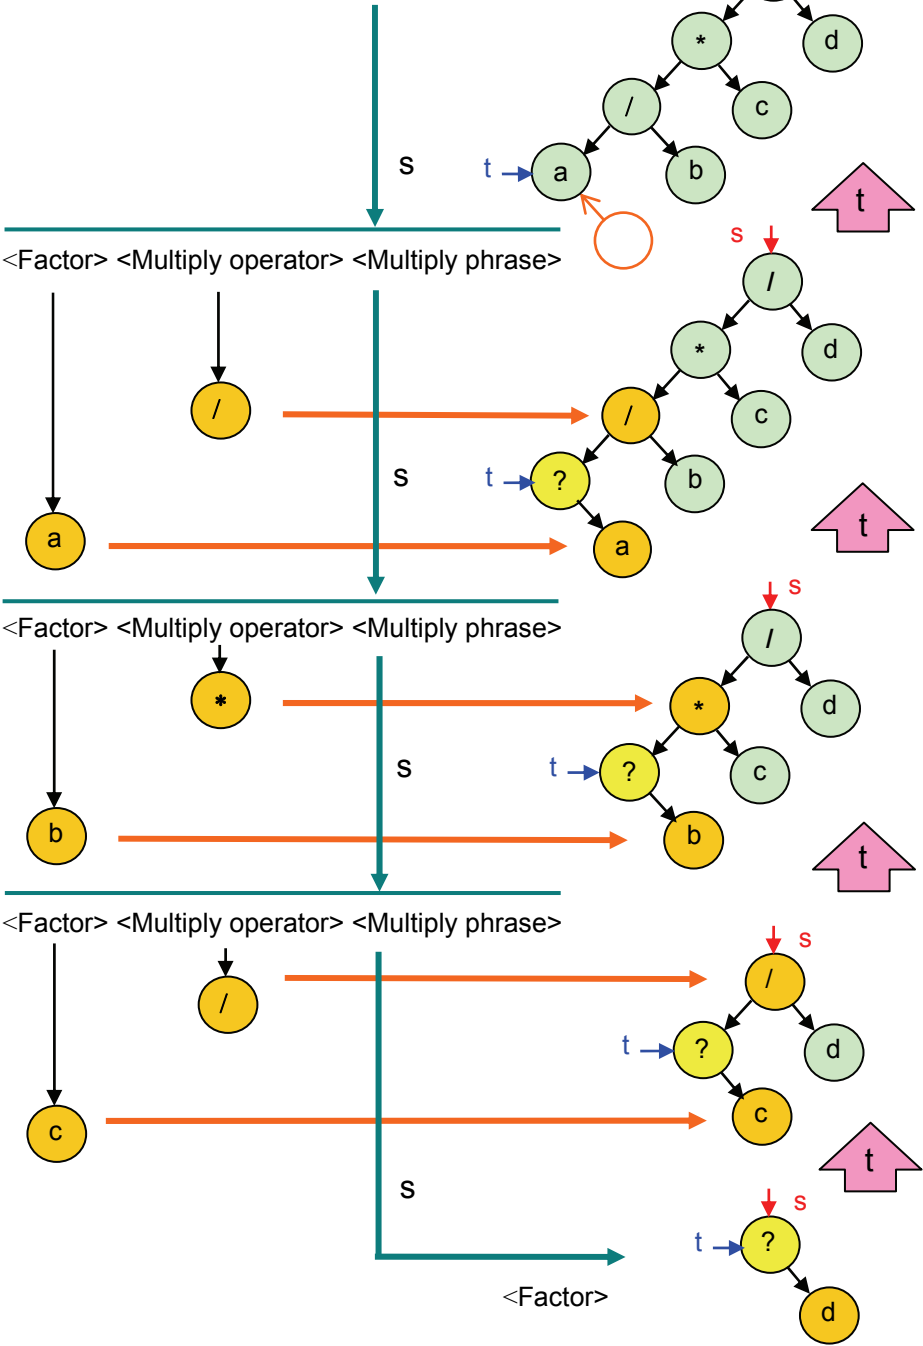 * d
/ c
s t a b t
s
<Factor> <Multiply operator> <Multiply phrase>
/
* d
/ / c
s t ? b
t
a a
s
<Factor> <Multiply operator> <Multiply phrase>
/
* * d
s t ? c
b b
t
<Factor> <Multiply operator> <Multiply phrase>
s
/ /
t ? d
c c
t
s
s
t ?
<Factor>
d